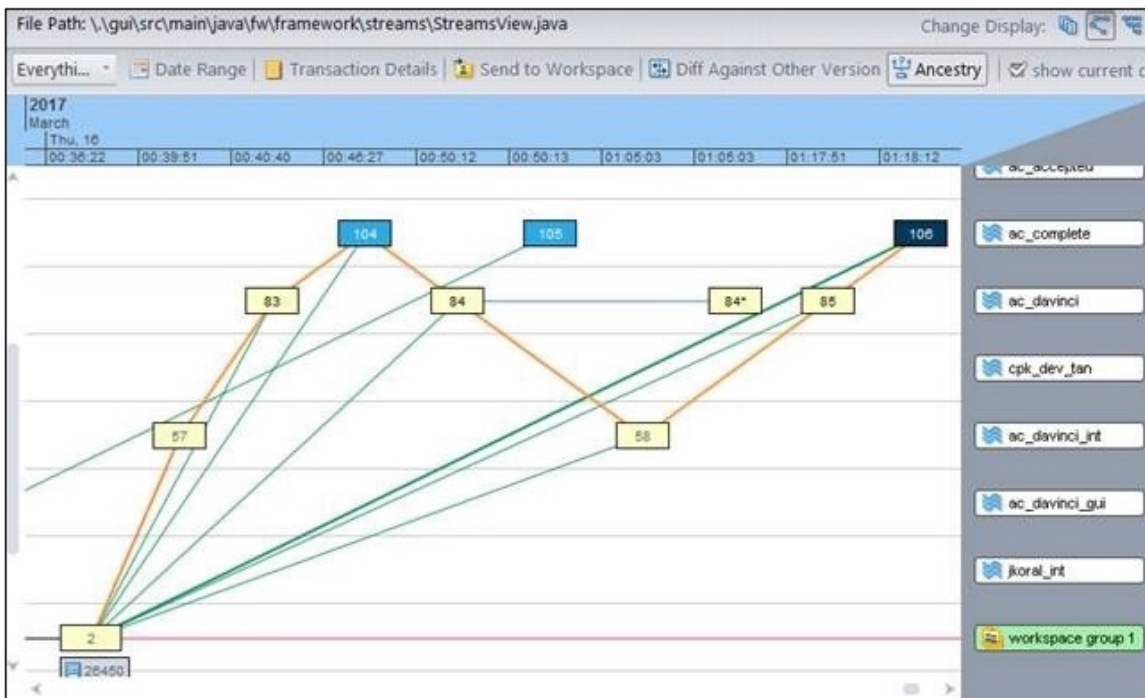 File Path: \.\gui\src\main\java\fw\framework\streams\StreamsView.java
Change Display:
Everythi... Date Range Transaction Details Send to Workspace Diff Against Other Version Ancestry show current c
2017
March
Thu, 16
00:36:22 00:39:51 00:40:40 00:46:27 00:50:12 00:50:13 01:05:03 01:05:03 01:17:51 01:18:12
ac_accepted
104 105 106 ac_complete
83 84 84* 85 ac_davinci
cpk_dev_tan
57 58 ac_davinci_int
ac_davinci_gui
jkoral_int
2 workspace group 1
26450